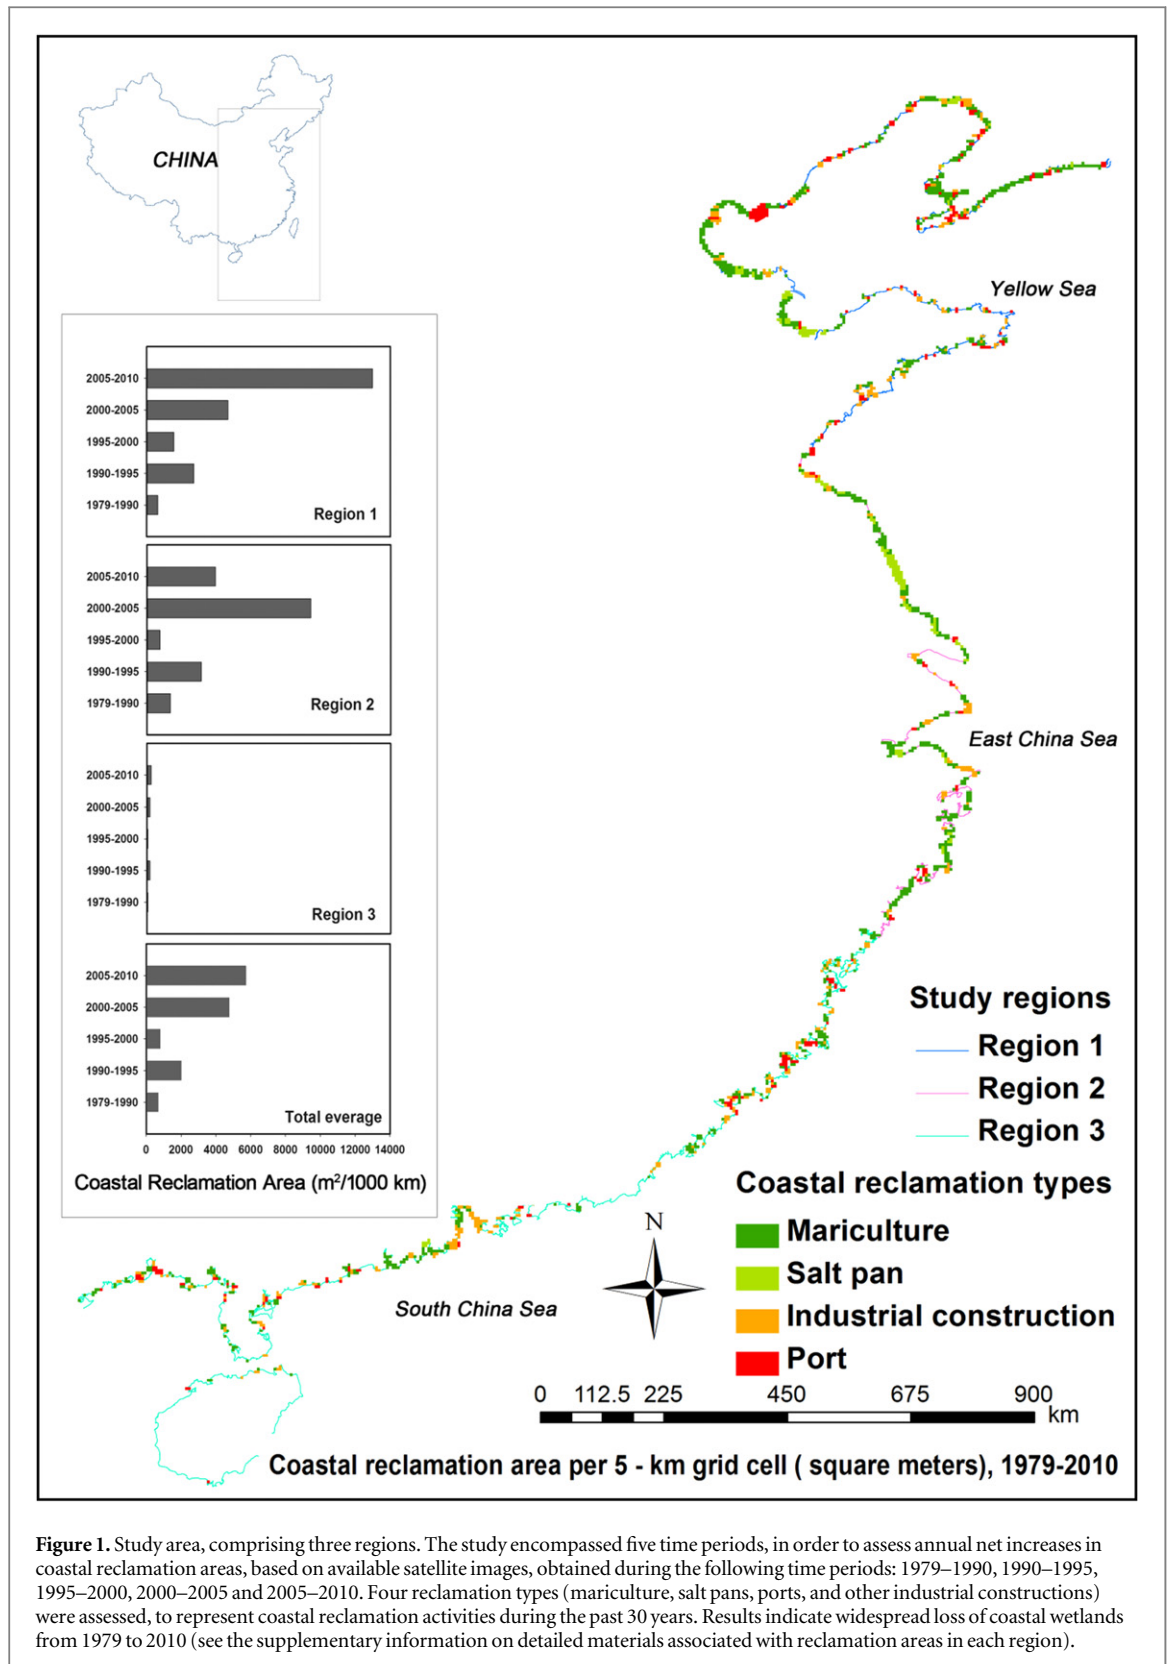 CHINA
Yellow Sea
East China Sea
South China Sea
2005-2010
2000-2005
1995-2000
1990-1995
1979-1990
Region 1
2005-2010
2000-2005
1995-2000
1990-1995
1979-1990
Region 2
2005-2010
2000-2005
1995-2000
1990-1995
1979-1990
Region 3
2005-2010
2000-2005
1995-2000
1990-1995
1979-1990
Total everage
0 2000 4000 6000 8000 10000 12000 14000
Coastal Reclamation Area (m²/1000 km)
Study regions
Region 1
Region 2
Region 3
Coastal reclamation types
Mariculture
Salt pan
Industrial construction
Port
N
0 112.5 225 450 675 900
km
Coastal reclamation area per 5 - km grid cell ( square meters), 1979-2010
Figure 1. Study area, comprising three regions. The study encompassed five time periods, in order to assess annual net increases in
coastal reclamation areas, based on available satellite images, obtained during the following time periods: 1979–1990, 1990–1995,
1995–2000, 2000–2005 and 2005–2010. Four reclamation types (mariculture, salt pans, ports, and other industrial constructions)
were assessed, to represent coastal reclamation activities during the past 30 years. Results indicate widespread loss of coastal wetlands
from 1979 to 2010 (see the supplementary information on detailed materials associated with reclamation areas in each region).